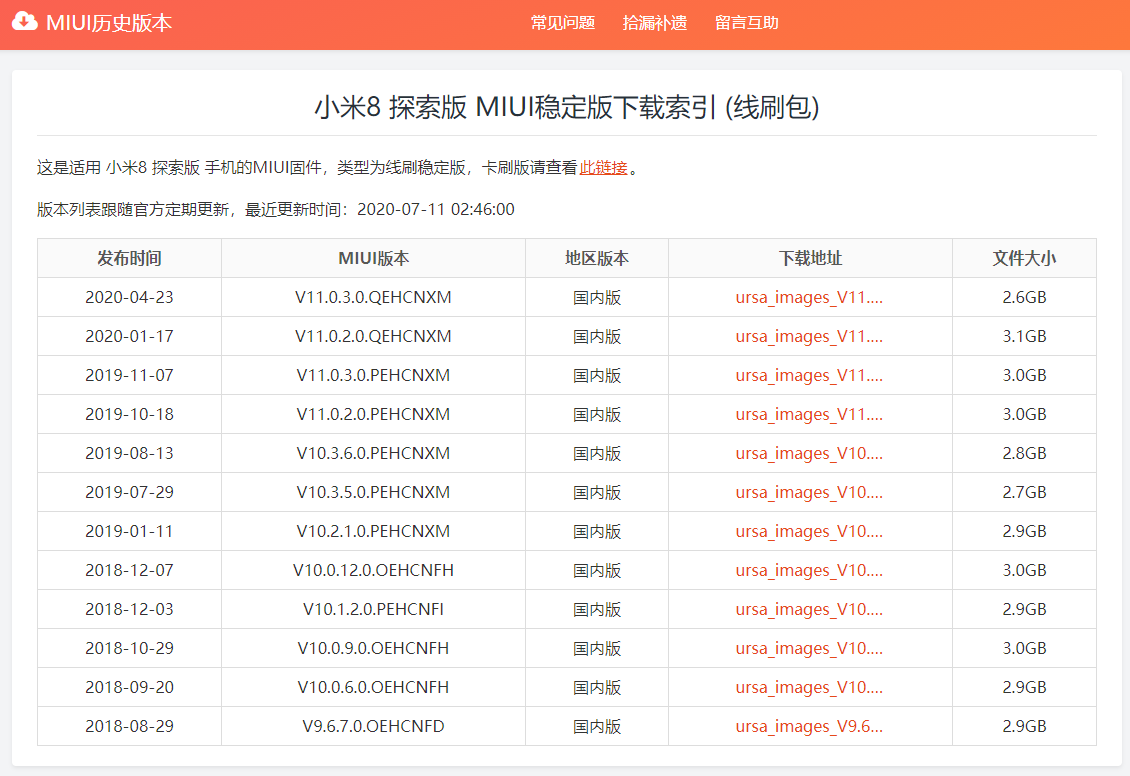 MIUI历史版本 常见问题 拾漏补遗 留言互助
小米8 探索版 MIUI稳定版下载索引 (线刷包)
这是适用 小米8 探索版 手机的MIUI固件，类型为线刷稳定版，卡刷版请查看此链接。
版本列表跟随官方定期更新，最近更新时间：2020-07-11 02:46:00
发布时间 MIUI版本 地区版本 下载地址 文件大小
2020-04-23 V11.0.3.0.QEHCNXM 国内版 ursa_images_V11.... 2.6GB
2020-01-17 V11.0.2.0.QEHCNXM 国内版 ursa_images_V11.... 3.1GB
2019-11-07 V11.0.3.0.PEHCNXM 国内版 ursa_images_V11.... 3.0GB
2019-10-18 V11.0.2.0.PEHCNXM 国内版 ursa_images_V11.... 3.0GB
2019-08-13 V10.3.6.0.PEHCNXM 国内版 ursa_images_V10.... 2.8GB
2019-07-29 V10.3.5.0.PEHCNXM 国内版 ursa_images_V10.... 2.7GB
2019-01-11 V10.2.1.0.PEHCNXM 国内版 ursa_images_V10.... 2.9GB
2018-12-07 V10.0.12.0.OEHCNFH 国内版 ursa_images_V10.... 3.0GB
2018-12-03 V10.1.2.0.PEHCNFI 国内版 ursa_images_V10.... 2.9GB
2018-10-29 V10.0.9.0.OEHCNFH 国内版 ursa_images_V10.... 3.0GB
2018-09-20 V10.0.6.0.OEHCNFH 国内版 ursa_images_V10.... 2.9GB
2018-08-29 V9.6.7.0.OEHCNFD 国内版 ursa_images_V9.6... 2.9GB